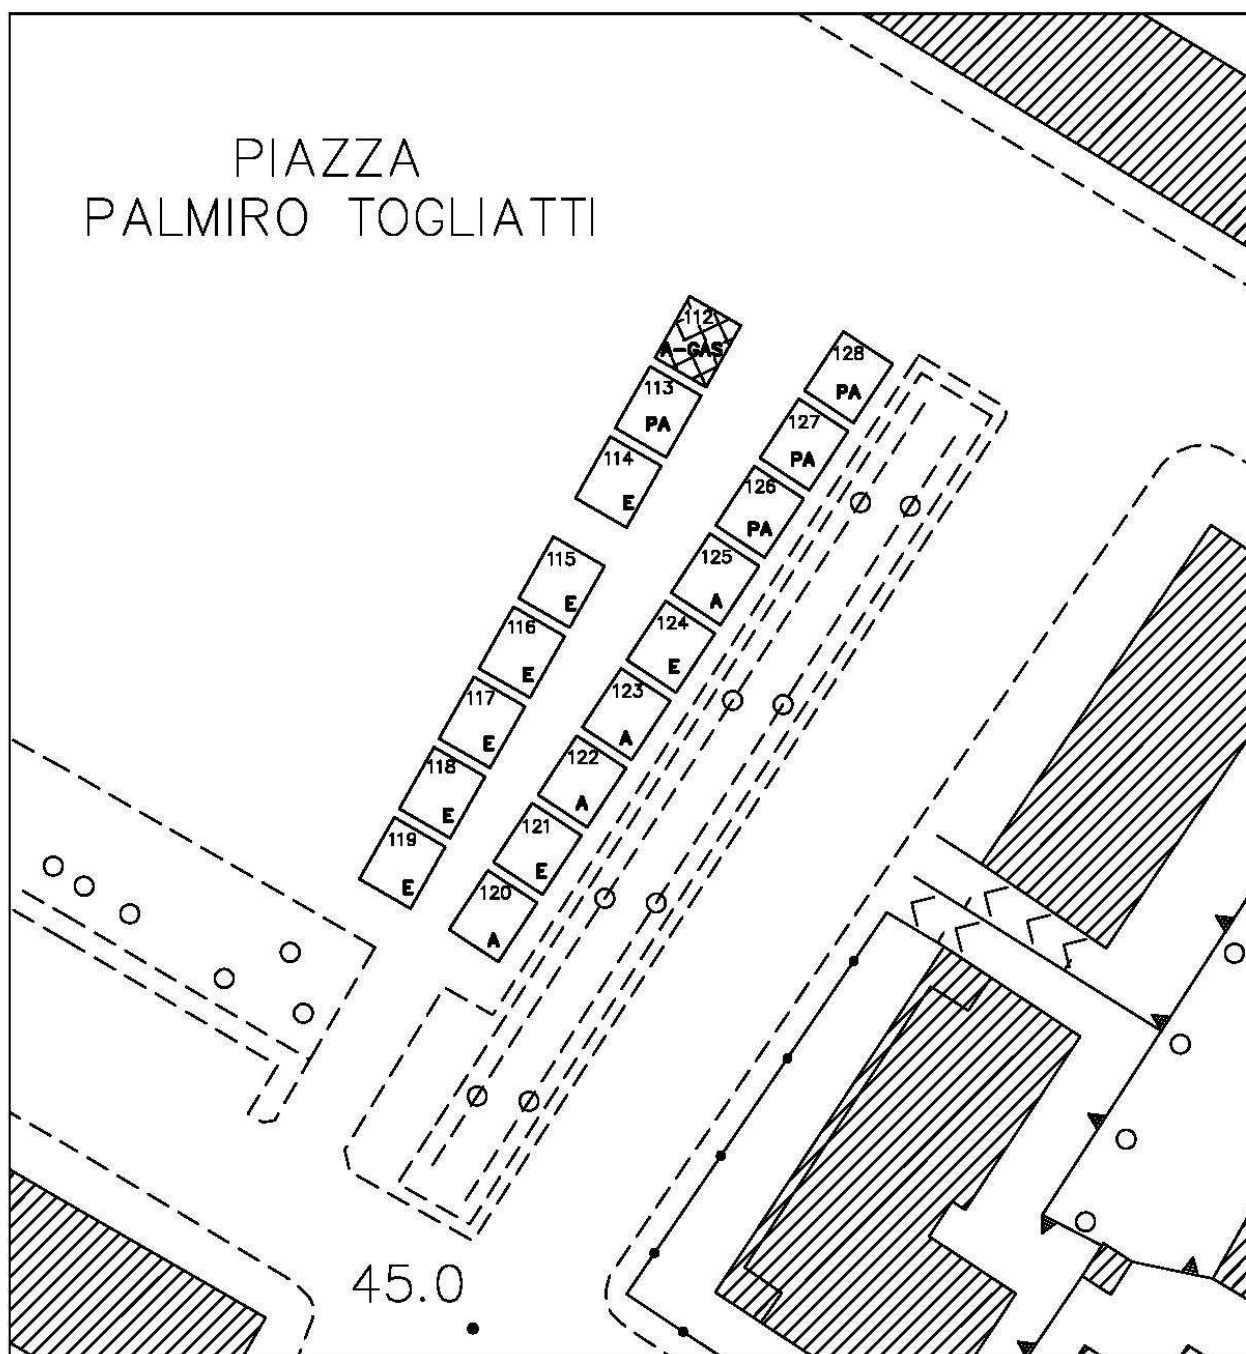 PIAZZA
PALMIRO TOGLIATTI
112
A-GAS
113
PA
114
E
115
E
116
E
117
E
118
E
119
E
128
PA
127
PA
126
PA
125
A
124
E
123
A
122
A
121
E
120
A
45.0